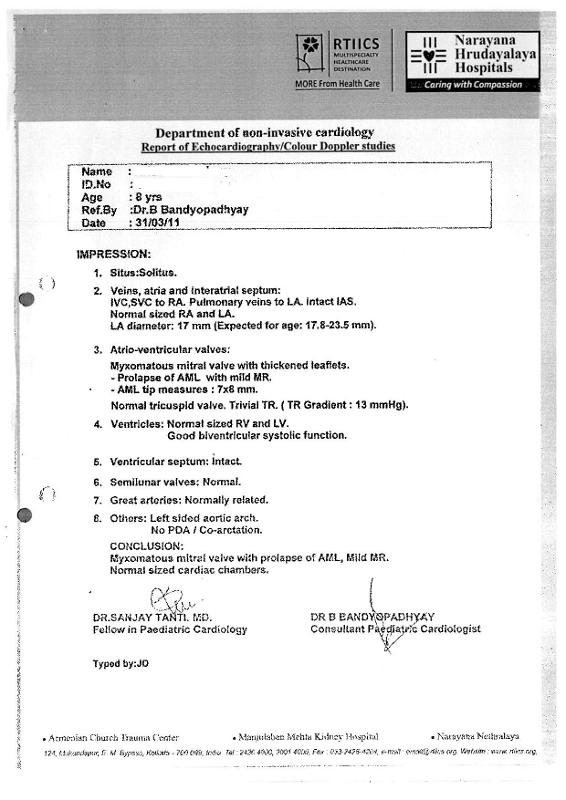 RTIICS
MULTISPECIALTY
HEALTHCARE
DESTINATION
MORE From Health Care
Narayana
Hrudayalaya
Hospitals
Caring with Compassion
Department of non-invasive cardiology
Report of Echocardiography/Colour Doppler studies
Name :
ID.No :
Age : 8 yrs
Ref.By :Dr.B Bandyopadhyay
Date : 31/03/11
IMPRESSION:
1. Situs:Solitus.
2. Veins, atria and interatrial septum:
IVC,SVC to RA. Pulmonary veins to LA. Intact IAS.
Normal sized RA and LA.
LA diameter: 17 mm (Expected for age: 17.8-23.5 mm).
3. Atrio-ventricular valves:
Myxomatous mitral valve with thickened leaflets.
- Prolapse of AML with mild MR.
- AML tip measures : 7x8 mm.
Normal tricuspid valve. Trivial TR. ( TR Gradient : 13 mmHg).
4. Ventricles: Normal sized RV and LV.
Good biventricular systolic function.
5. Ventricular septum: Intact.
6. Semilunar valves: Normal.
7. Great arteries: Normally related.
8. Others: Left sided aortic arch.
No PDA / Co-arctation.
CONCLUSION:
Myxomatous mitral valve with prolapse of AML, Mild MR.
Normal sized cardiac chambers.
DR.SANJAY TANTI. MD. DR B BANDYOPADHYAY
Fellow in Paediatric Cardiology Consultant Paediatric Cardiologist
Typed by:JD
• Armenian Church Trauma Center • Manjulaban Mehta Kidney Hospital • Narayana Nethralaya
124, Mukundapur, E. M. Bypass, Kolkata - 700 099, India Tel : 2436 4000, Fax : 033-2426-4204, e-mail : Website : www.rtiics.org,